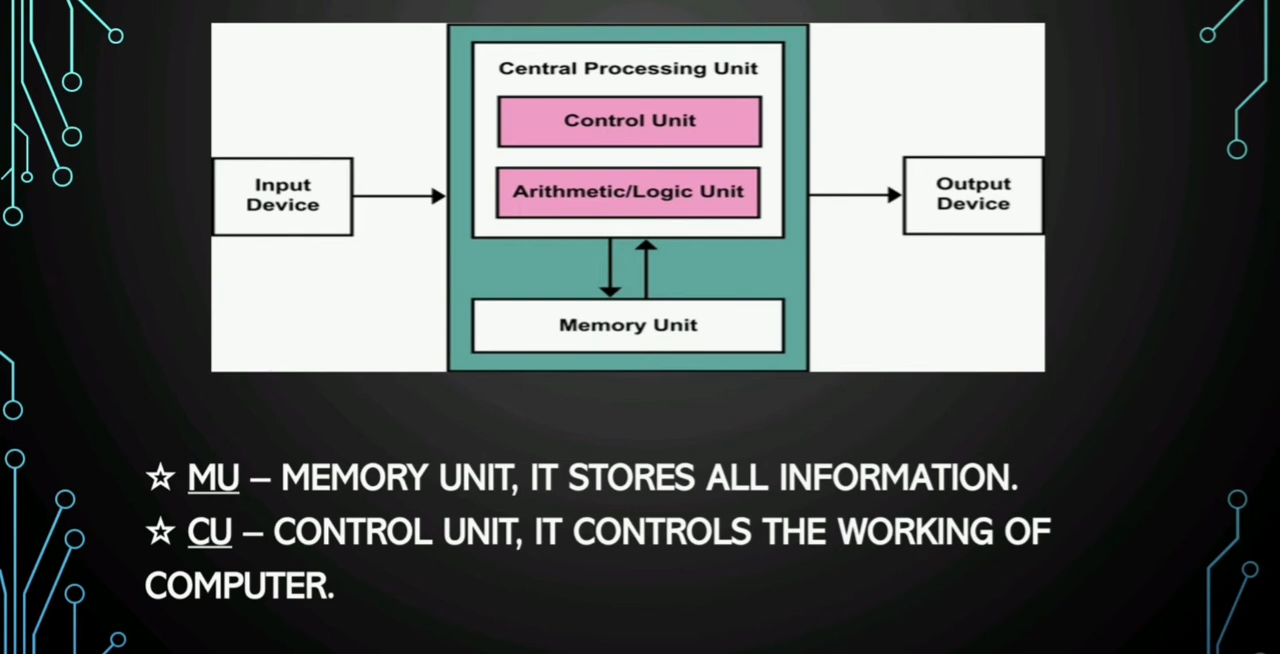 Central Processing Unit
Control Unit
Arithmetic/Logic Unit
Input
Device
Output
Device
Memory Unit
☆ MU – MEMORY UNIT, IT STORES ALL INFORMATION.
☆ CU – CONTROL UNIT, IT CONTROLS THE WORKING OF
COMPUTER.